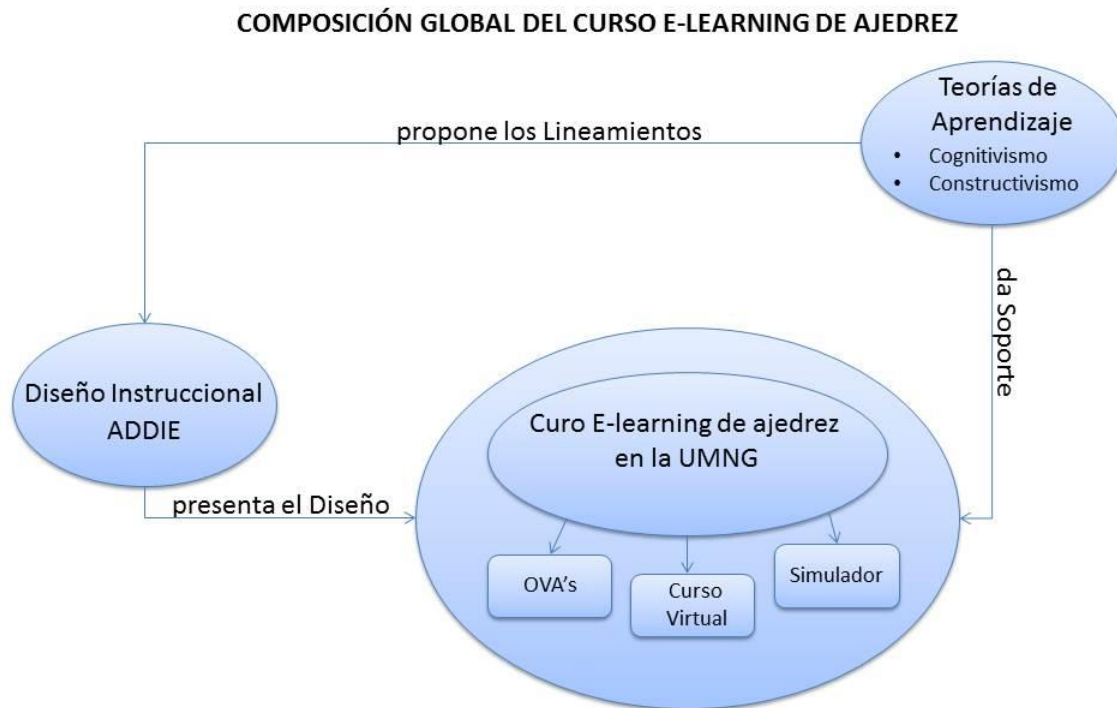 COMPOSICIÓN GLOBAL DEL CURSO E-LEARNING DE AJEDREZ
Teorías de
Aprendizaje
• Cognitivismo
• Constructivismo
propone los Lineamientos
da Soporte
Diseño Instruccional
ADDIE
presenta el Diseño
Curo E-learning de ajedrez
en la UMNG
OVA's
Curso
Virtual
Simulador